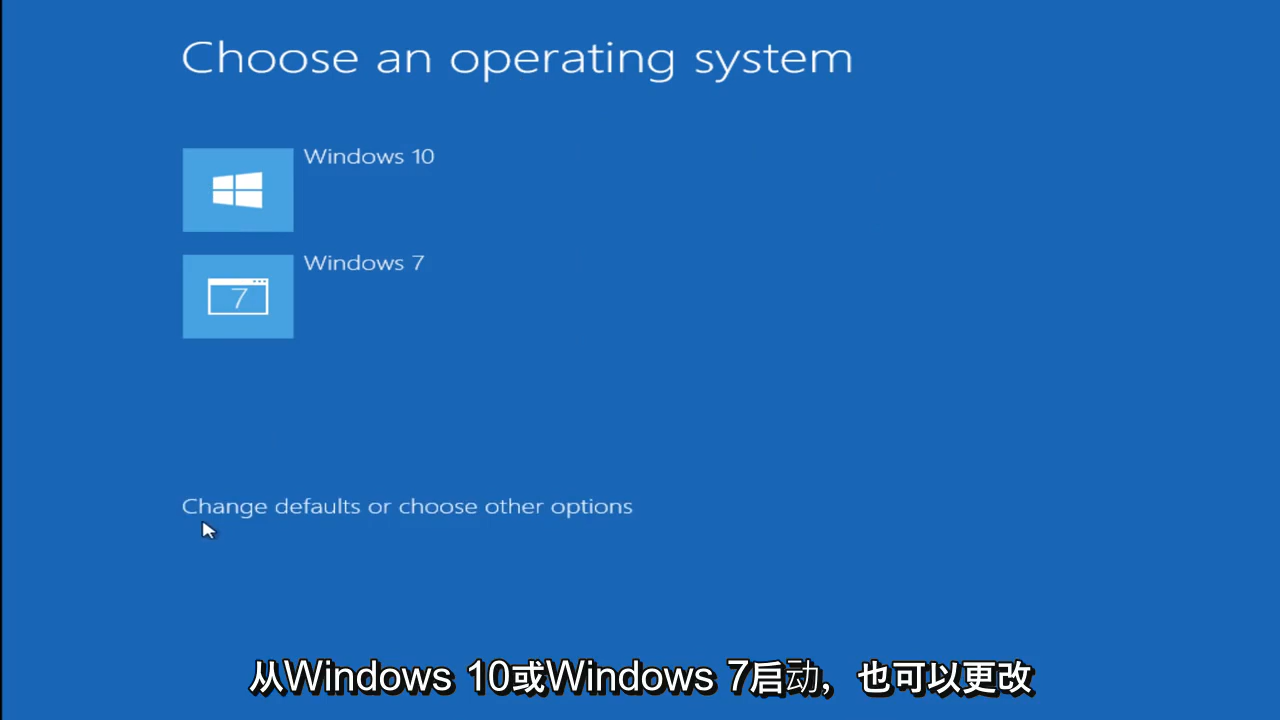 Choose an operating system
Windows 10
Windows 7
7
Change defaults or choose other options
从Windows 10或Windows 7启动，也可以更改